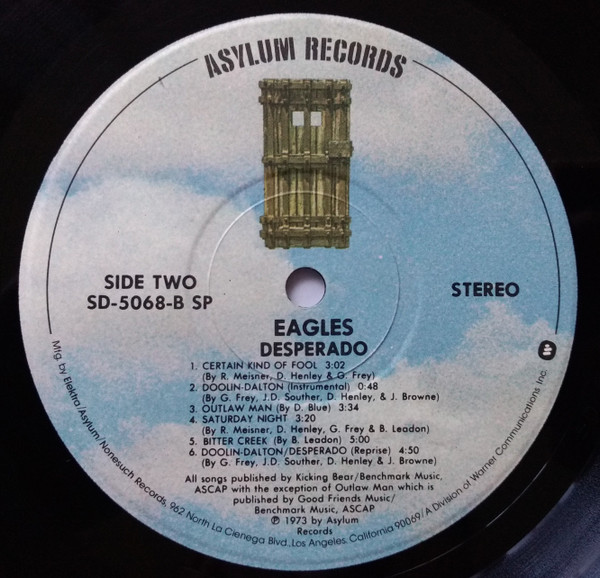 ASYLUM RECORDS
SIDE TWO
SD-5068-B SP
STEREO
EAGLES
DESPERADO
1. CERTAIN KIND OF FOOL 3:02
(By R. Meisner, D. Henley & G. Frey)
2. DOOLIN-DALTON (Instrumental) 0:48
(By G. Frey, J.D. Souther, D. Henley, & J. Browne)
3. OUTLAW MAN (By D. Blue) 3:34
4. SATURDAY NIGHT 3:20
(By R. Meisner, D. Henley, G. Frey & B. Leadon)
5. BITTER CREEK (By B. Leadon) 5:00
6. DOOLIN-DALTON/DESPERADO (Reprise) 4:50
(By G. Frey, J.D. Souther, D. Henley & J. Browne)
All songs published by Kicking Bear/Benchmark Music,
ASCAP with the exception of Outlaw Man which is
published by Good Friends Music/
Benchmark Music, ASCAP
℗ 1973 by Asylum
Records
Mfg. by Elektra/Asylum/Nonesuch Records, 962 North La Cienega Blvd., Los Angeles, California 90069/A Division of Warner Communications Inc.